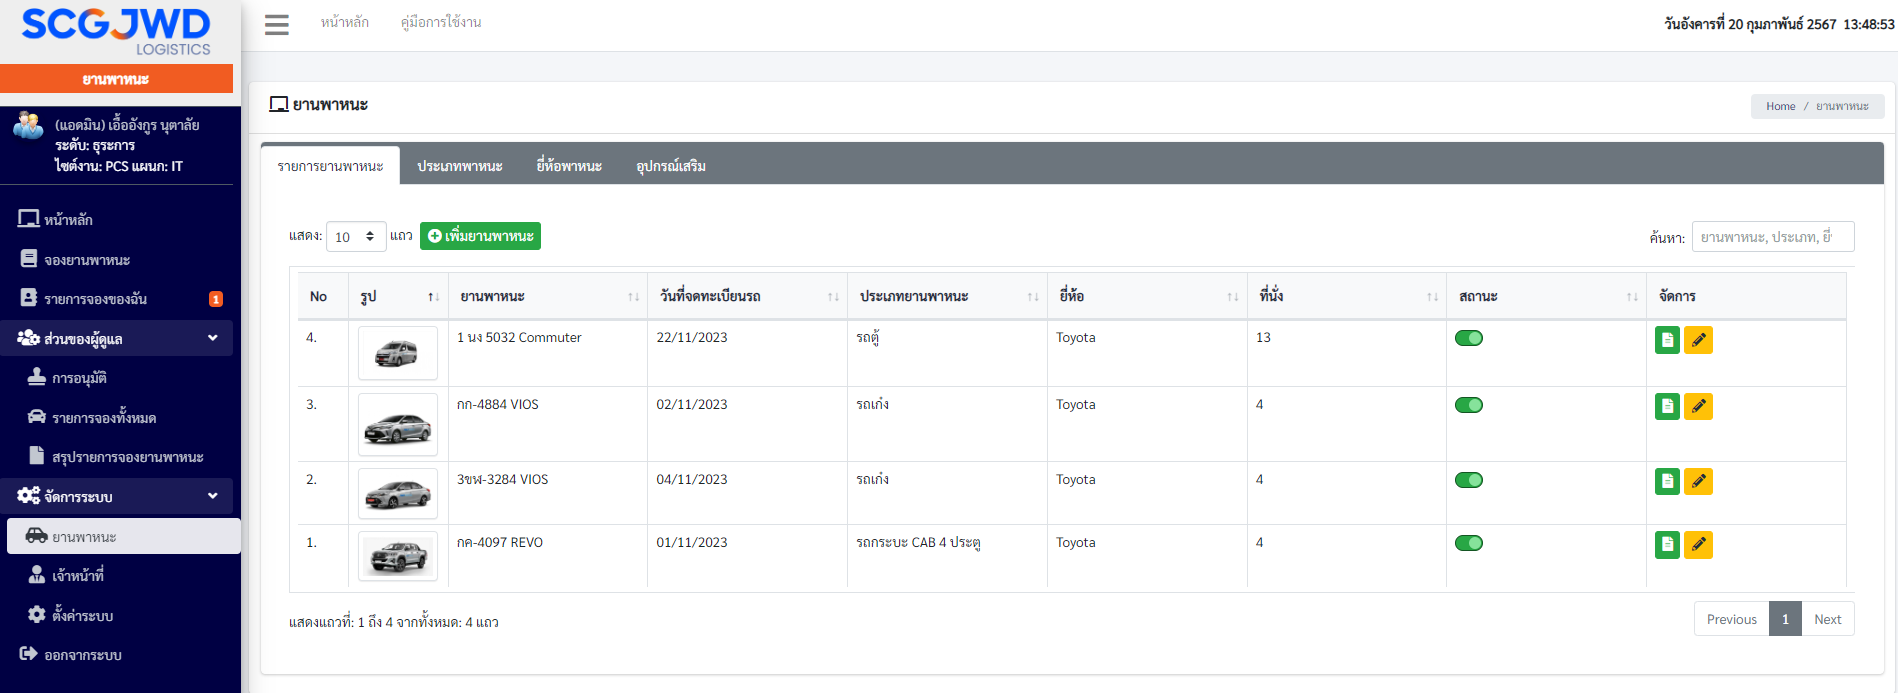 SCGJWD
LOGISTICS
ยานพาหนะ
(แอดมิน) เอื้ออังกูร นุตาลัย
ระดับ: ธุระการ
ไซต์งาน: PCS แผนก: IT
หน้าหลัก
จองยานพาหนะ
รายการจองของฉัน 1
ส่วนของผู้ดูแล
การอนุมัติ
รายการจองทั้งหมด
สรุปรายการจองยานพาหนะ
จัดการระบบ
ยานพาหนะ
เจ้าหน้าที่
ตั้งค่าระบบ
ออกจากระบบ
หน้าหลัก คู่มือการใช้งาน วันอังคารที่ 20 กุมภาพันธ์ 2567 13:48:53
ยานพาหนะ Home / ยานพาหนะ
รายการยานพาหนะ ประเภทพาหนะ ยี่ห้อพาหนะ อุปกรณ์เสริม
แสดง: 10 แถว เพิ่มยานพาหนะ ค้นหา: ยานพาหนะ, ประเภท, ยี่
No รูป ยานพาหนะ วันที่จดทะเบียนรถ ประเภทยานพาหนะ ยี่ห้อ ที่นั่ง สถานะ จัดการ
4. 1 นง 5032 Commuter 22/11/2023 รถตู้ Toyota 13
3. กก-4884 VIOS 02/11/2023 รถเก๋ง Toyota 4
2. 3ขฬ-3284 VIOS 04/11/2023 รถเก๋ง Toyota 4
1. กค-4097 REVO 01/11/2023 รถกระบะ CAB 4 ประตู Toyota 4
แสดงแถวที่: 1 ถึง 4 จากทั้งหมด: 4 แถว Previous 1 Next